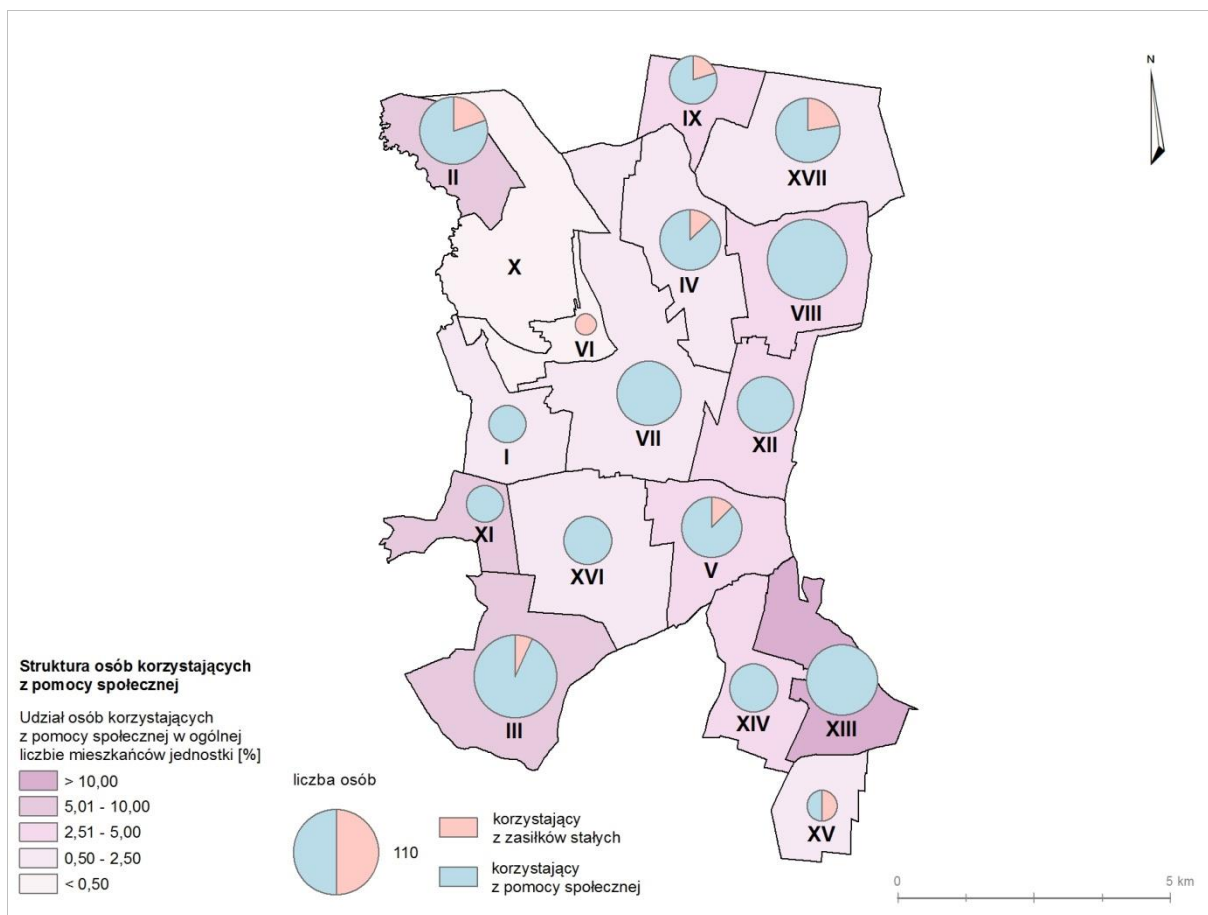 N
IX
II
XVII
X
IV
VIII
VI
VII
XII
I
XI
XVI
V
III
XIV
XIII
XV
Struktura osób korzystających
z pomocy społecznej
Udział osób korzystających
z pomocy społecznej w ogólnej
liczbie mieszkańców jednostki [%]
> 10,00
5,01 - 10,00
2,51 - 5,00
0,50 - 2,50
< 0,50
liczba osób
110
korzystający
z zasiłków stałych
korzystający
z pomocy społecznej
0 5 km